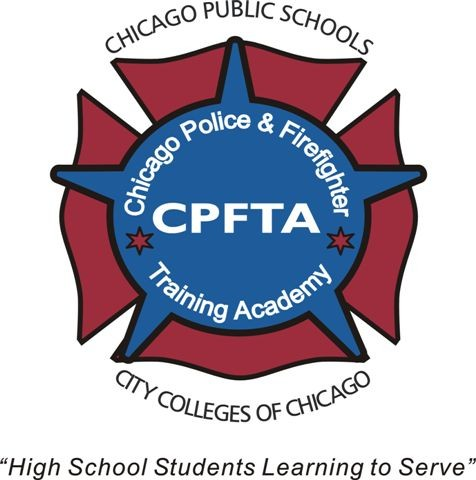 CHICAGO PUBLIC SCHOOLS
Chicago Police & Firefighter
CPFTA
Training Academy
CITY COLLEGES OF CHICAGO
“High School Students Learning to Serve”